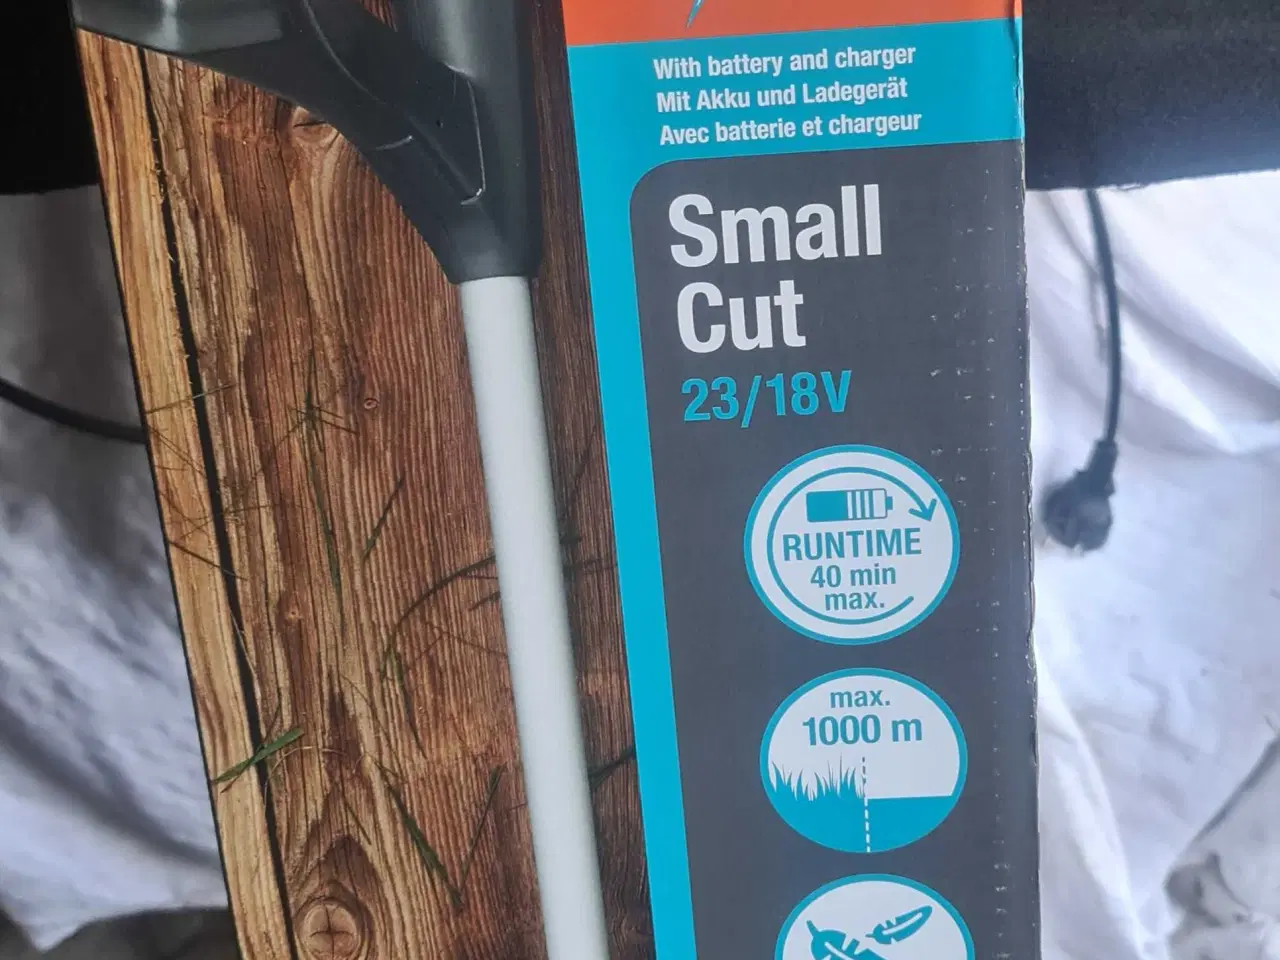 With battery and charger
Mit Akku und Ladegerät
Avec batterie et chargeur
Small
Cut
23/18V
RUNTIME
40 min
max.
max.
1000 m